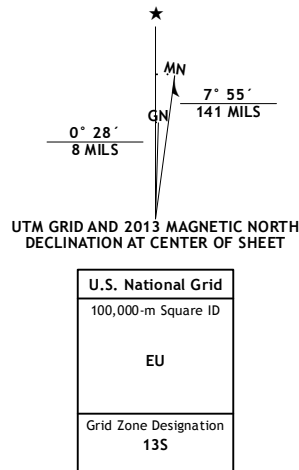 ★
MN
7° 55´
141 MILS
GN
0° 28´
8 MILS
UTM GRID AND 2013 MAGNETIC NORTH
DECLINATION AT CENTER OF SHEET
U.S. National Grid
100,000-m Square ID
EU
Grid Zone Designation
13S